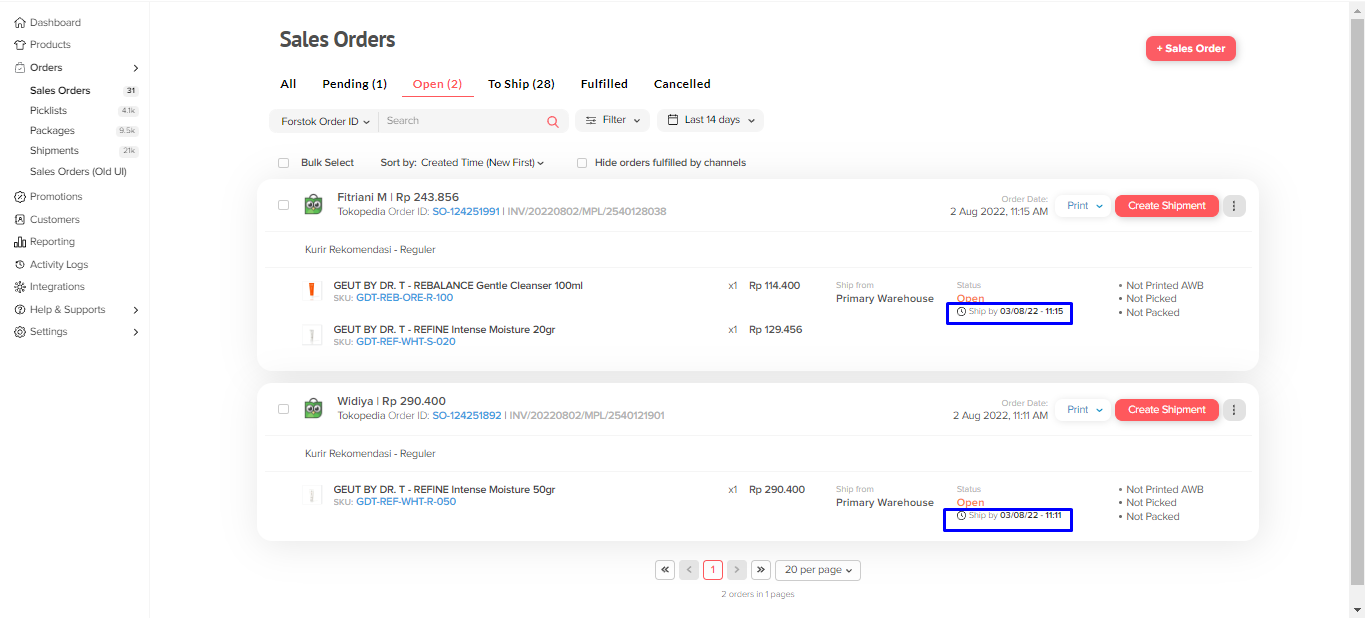 Dashboard
Products
Orders
Sales Orders 31
Picklists 4.1k
Packages 9.5k
Shipments 21k
Sales Orders (Old UI)
Promotions
Customers
Reporting
Activity Logs
Integrations
Help & Supports
Settings
Sales Orders
+ Sales Order
All Pending (1) Open (2) To Ship (28) Fulfilled Cancelled
Forstok Order ID Search Filter Last 14 days
Bulk Select Sort by: Created Time (New First) Hide orders fulfilled by channels
Fitriani M | Rp 243.856
Tokopedia Order ID: SO-124251991 | INV/20220802/MPL/2540128038
Order Date:
2 Aug 2022, 11:15 AM
Print Create Shipment
Kurir Rekomendasi - Reguler
GEUT BY DR. T - REBALANCE Gentle Cleanser 100ml
SKU: GDT-REB-ORE-R-100
x1 Rp 114.400
Ship from
Primary Warehouse
Status
Open
Ship by 03/08/22 - 11:15
• Not Printed AWB
• Not Picked
• Not Packed
GEUT BY DR. T - REFINE Intense Moisture 20gr
SKU: GDT-REF-WHT-S-020
x1 Rp 129.456
Widiya | Rp 290.400
Tokopedia Order ID: SO-124251892 | INV/20220802/MPL/2540121901
Order Date:
2 Aug 2022, 11:11 AM
Print Create Shipment
Kurir Rekomendasi - Reguler
GEUT BY DR. T - REFINE Intense Moisture 50gr
SKU: GDT-REF-WHT-R-050
x1 Rp 290.400
Ship from
Primary Warehouse
Status
Open
Ship by 03/08/22 - 11:11
• Not Printed AWB
• Not Picked
• Not Packed
« < 1 > » 20 per page
2 orders in 1 pages